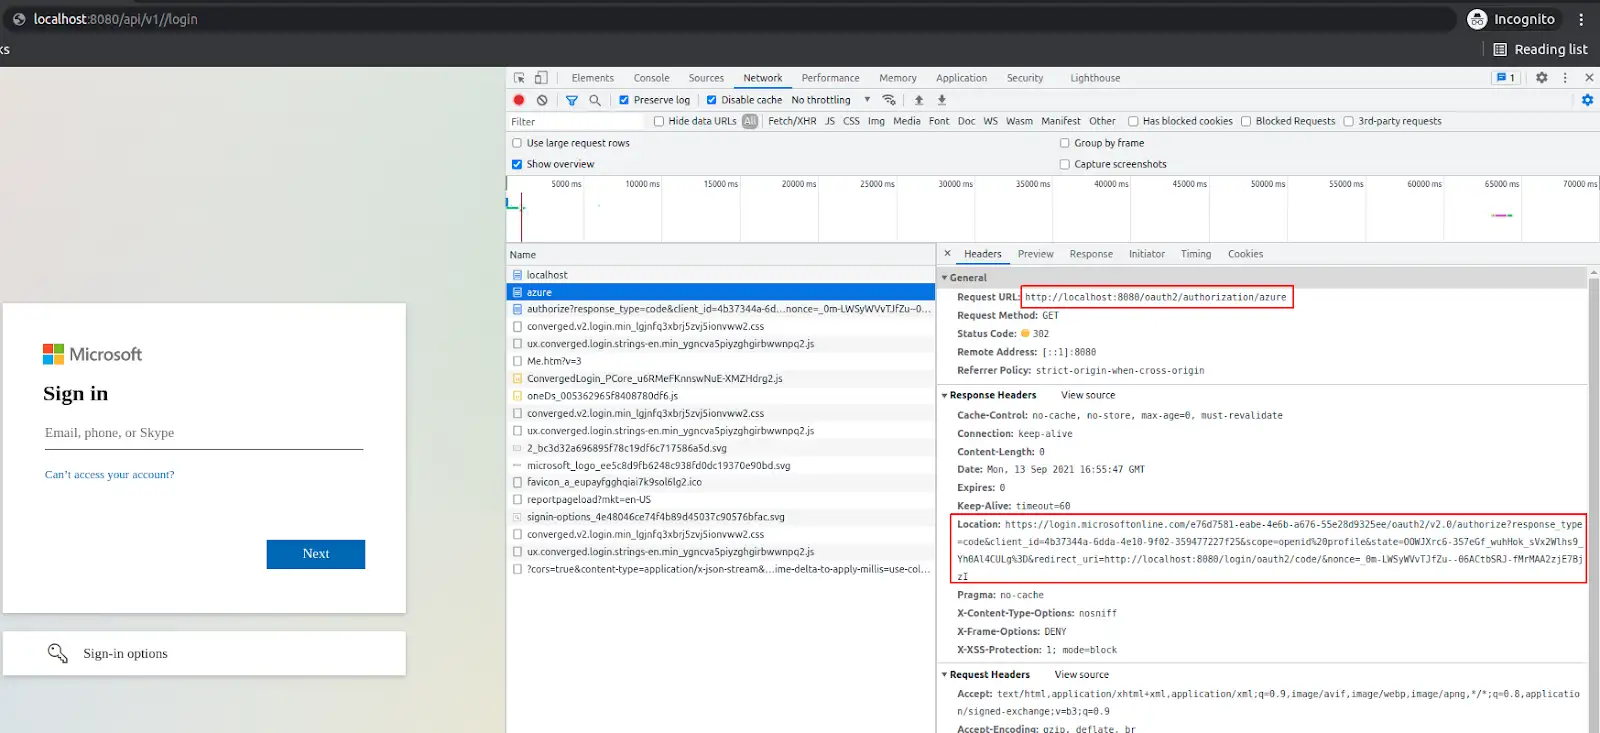 localhost:8080/api/v1//login
Incognito
ks
Reading list
Elements Console Sources Network Performance Memory Application Security Lighthouse 1
Preserve log Disable cache No throttling
Filter Hide data URLs All Fetch/XHR JS CSS Img Media Font Doc WS Wasm Manifest Other Has blocked cookies Blocked Requests 3rd-party requests
Use large request rows Group by frame
Show overview Capture screenshots
5000 ms 10000 ms 15000 ms 20000 ms 25000 ms 30000 ms 35000 ms 40000 ms 45000 ms 50000 ms 55000 ms 60000 ms 65000 ms 70000 ms
Microsoft
Sign in
Email, phone, or Skype
Can't access your account?
Next
Sign-in options
Name
localhost
azure
authorize?response_type=code&client_id=4b37344a-6d...nonce=_0m-LWSyWVvTJfZu--0...
converged.v2.login.min_lgjnfq3xbrj5zvj5ionvww2.css
ux.converged.login.strings-en.min_ygncva5piyzghgirbwwnpq2.js
Me.htm?v=3
ConvergedLogin_PCore_u6RMeFKnnswNuE-XMZHdrg2.js
oneDs_005362965f8408780df6.js
converged.v2.login.min_lgjnfq3xbrj5zvj5ionvww2.css
ux.converged.login.strings-en.min_ygncva5piyzghgirbwwnpq2.js
2_bc3d32a696895f78c19df6c717586a5d.svg
microsoft_logo_ee5c8d9fb6248c938fd0dc19370e90bd.svg
favicon_a_eupayfgghqiai7k9sol6lg2.ico
reportpageload?mkt=en-US
signin-options_4e48046ce74f4b89d45037c90576bfac.svg
converged.v2.login.min_lgjnfq3xbrj5zvj5ionvww2.css
ux.converged.login.strings-en.min_ygncva5piyzghgirbwwnpq2.js
?cors=true&content-type=application/x-json-stream&...ime-delta-to-apply-millis=use-col...
Headers Preview Response Initiator Timing Cookies
General
Request URL: http://localhost:8080/oauth2/authorization/azure
Request Method: GET
Status Code: 302
Remote Address: [::1]:8080
Referrer Policy: strict-origin-when-cross-origin
Response Headers View source
Cache-Control: no-cache, no-store, max-age=0, must-revalidate
Connection: keep-alive
Content-Length: 0
Date: Mon, 13 Sep 2021 16:55:47 GMT
Expires: 0
Keep-Alive: timeout=60
Location: https://login.microsoftonline.com/e76d7581-eabe-4e6b-a676-55e28d9325ee/oauth2/v2.0/authorize?response_type
=code&client_id=4b37344a-6dda-4e10-9f02-359477227f25&scope=openid%20profile&state=OOWJXrc6-3S7eGf_wuhHok_sVx2Wlhs9_
Yh0Al4CULg%3D&redirect_uri=http://localhost:8080/login/oauth2/code/&nonce=_0m-LWSyWVvTJfZu--06ACtbSRJ-fMrMAA2zjE7Bj
zI
Pragma: no-cache
X-Content-Type-Options: nosniff
X-Frame-Options: DENY
X-XSS-Protection: 1; mode=block
Request Headers View source
Accept: text/html,application/xhtml+xml,application/xml;q=0.9,image/avif,image/webp,image/apng,*/*;q=0.8,applicatio
n/signed-exchange;v=b3;q=0.9
Accept-Encoding: gzip, deflate, br